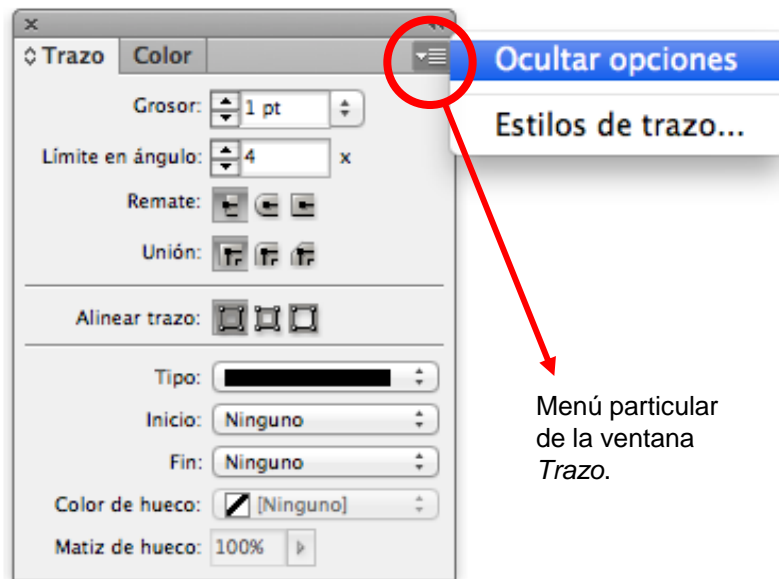 Trazo Color
Ocultar opciones
Estilos de trazo...
Grosor: 1 pt
Límite en ángulo: 4 x
Remate:
Unión:
Alinear trazo:
Tipo:
Inicio: Ninguno
Fin: Ninguno
Color de hueco: [Ninguno]
Matiz de hueco: 100%
Menú particular
de la ventana
Trazo.